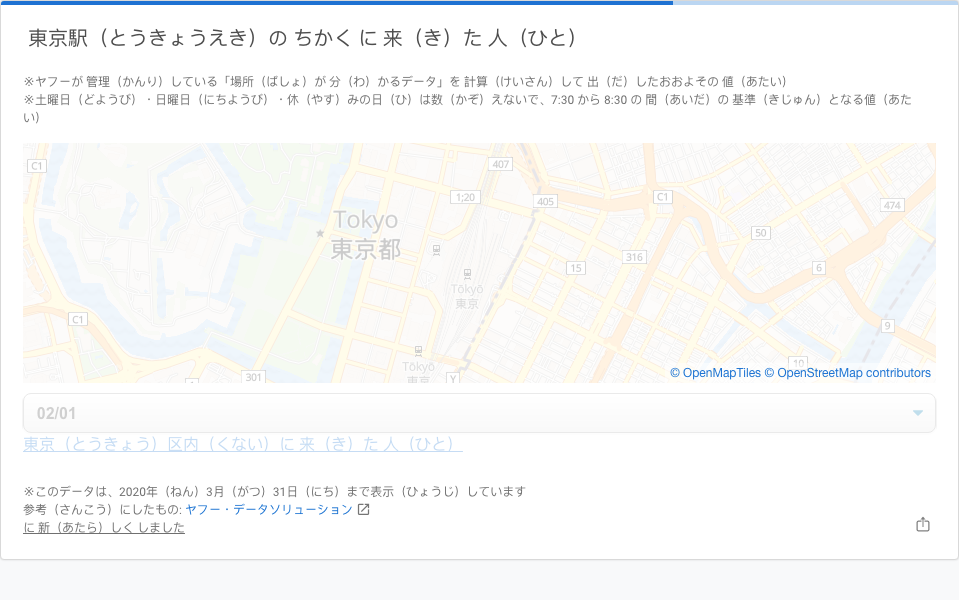 東京駅（とうきょうえき）の ちかく に 来（き）た 人（ひと）
※ヤフーが 管理（かんり）している「場所（ばしょ）が 分（わ）かるデータ」を 計算（けいさん）して 出（だ）したおおよその 値（あたい）
※土曜日（どようび）・日曜日（にちようび）・休（やす）みの日（ひ）は数（かぞ）えないで、7:30 から 8:30 の 間（あいだ）の 基準（きじゅん）となる値（あた
い）
C1
407
1;20
405
C1
474
Tokyo
東京都
50
316
15
6
Tōkyō
東京
C1
9
Tōkyō
東京
301
Y
10
© OpenMapTiles © OpenStreetMap contributors
02/01
東京（とうきょう）区内（くない）に 来（き）た 人（ひと）
※このデータは、2020年（ねん）3月（がつ）31日（にち）まで表示（ひょうじ）しています
参考（さんこう）にしたもの: ヤフー・データソリューション
に 新（あたら）しく しました